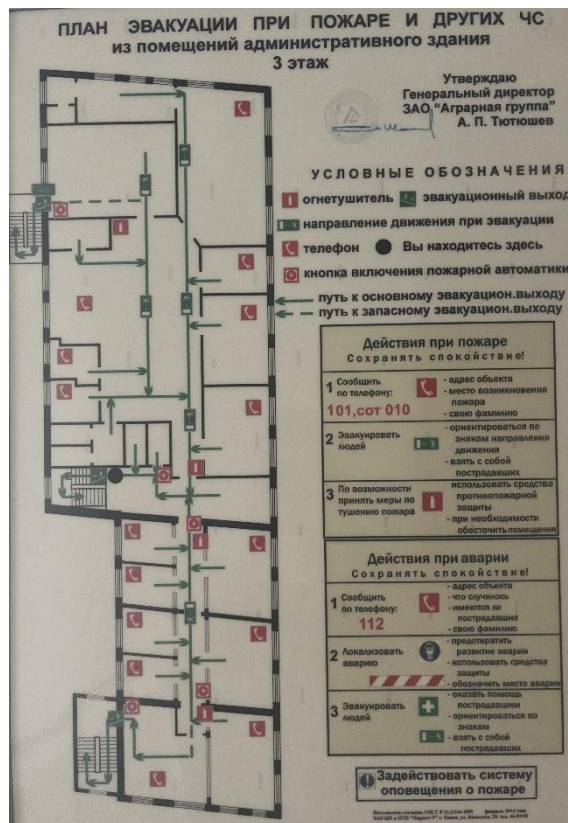 ПЛАН ЭВАКУАЦИИ ПРИ ПОЖАРЕ И ДРУГИХ ЧС
из помещений административного здания
3 этаж
Утверждаю
Генеральный директор
ЗАО "Аграрная группа"
А. П. Тютюшев
УСЛОВНЫЕ ОБОЗНАЧЕНИЯ
огнетушитель эвакуационный выход
направление движения при эвакуации
телефон Вы находитесь здесь
кнопка включения пожарной автоматики
путь к основному эвакуацион.выходу
путь к запасному эвакуацион.выходу
Действия при пожаре
Сохранять спокойствие!
1 Сообщить
по телефону:
101,сот 010
- адрес объекта
- место возникновения
пожара
- свою фамилию
2 Эвакуировать
людей
- ориентироваться по
знакам направления
движения
- взять с собой
пострадавших
3 По возможности
принять меры по
тушению пожара
- использовать средства
противопожарной
защиты
- при необходимости
обесточить помещения
Действия при аварии
Сохранять спокойствие!
1 Сообщить
по телефону:
112
- адрес объекта
- что случилось
- имеются ли
пострадавшие
- свою фамилию
2 Локализовать
аварию
- предотвратить
развитие аварии
- использовать средства
защиты
- обозначить место аварии
3 Эвакуировать
людей
- оказать помощь
пострадавшим
- ориентироваться по
знакам
- взять с собой
пострадавших
Задействовать систему
оповещения о пожаре